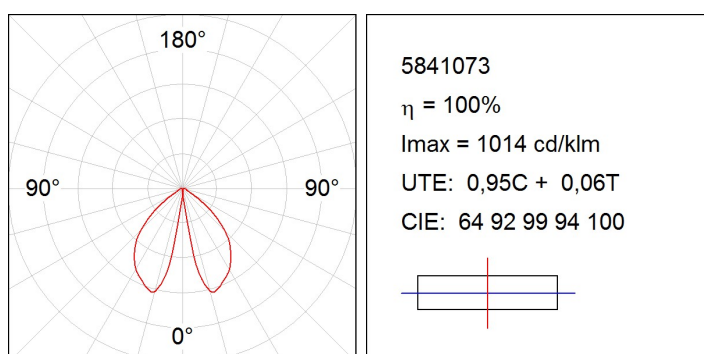 180°
90°
90°
0°
5841073
η = 100%
Imax = 1014 cd/klm
UTE: 0,95C + 0,06T
CIE: 64 92 99 94 100